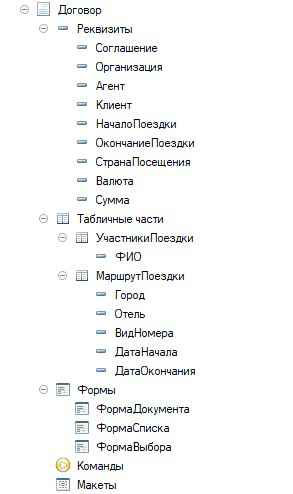 Договор
Реквизиты
Соглашение
Организация
Агент
Клиент
НачалоПоездки
ОкончаниеПоездки
СтранаПосещения
Валюта
Сумма
Табличные части
УчастникиПоездки
ФИО
МаршрутПоездки
Город
Отель
ВидНомера
ДатаНачала
ДатаОкончания
Формы
ФормаДокумента
ФормаСписка
ФормаВыбора
Команды
Макеты